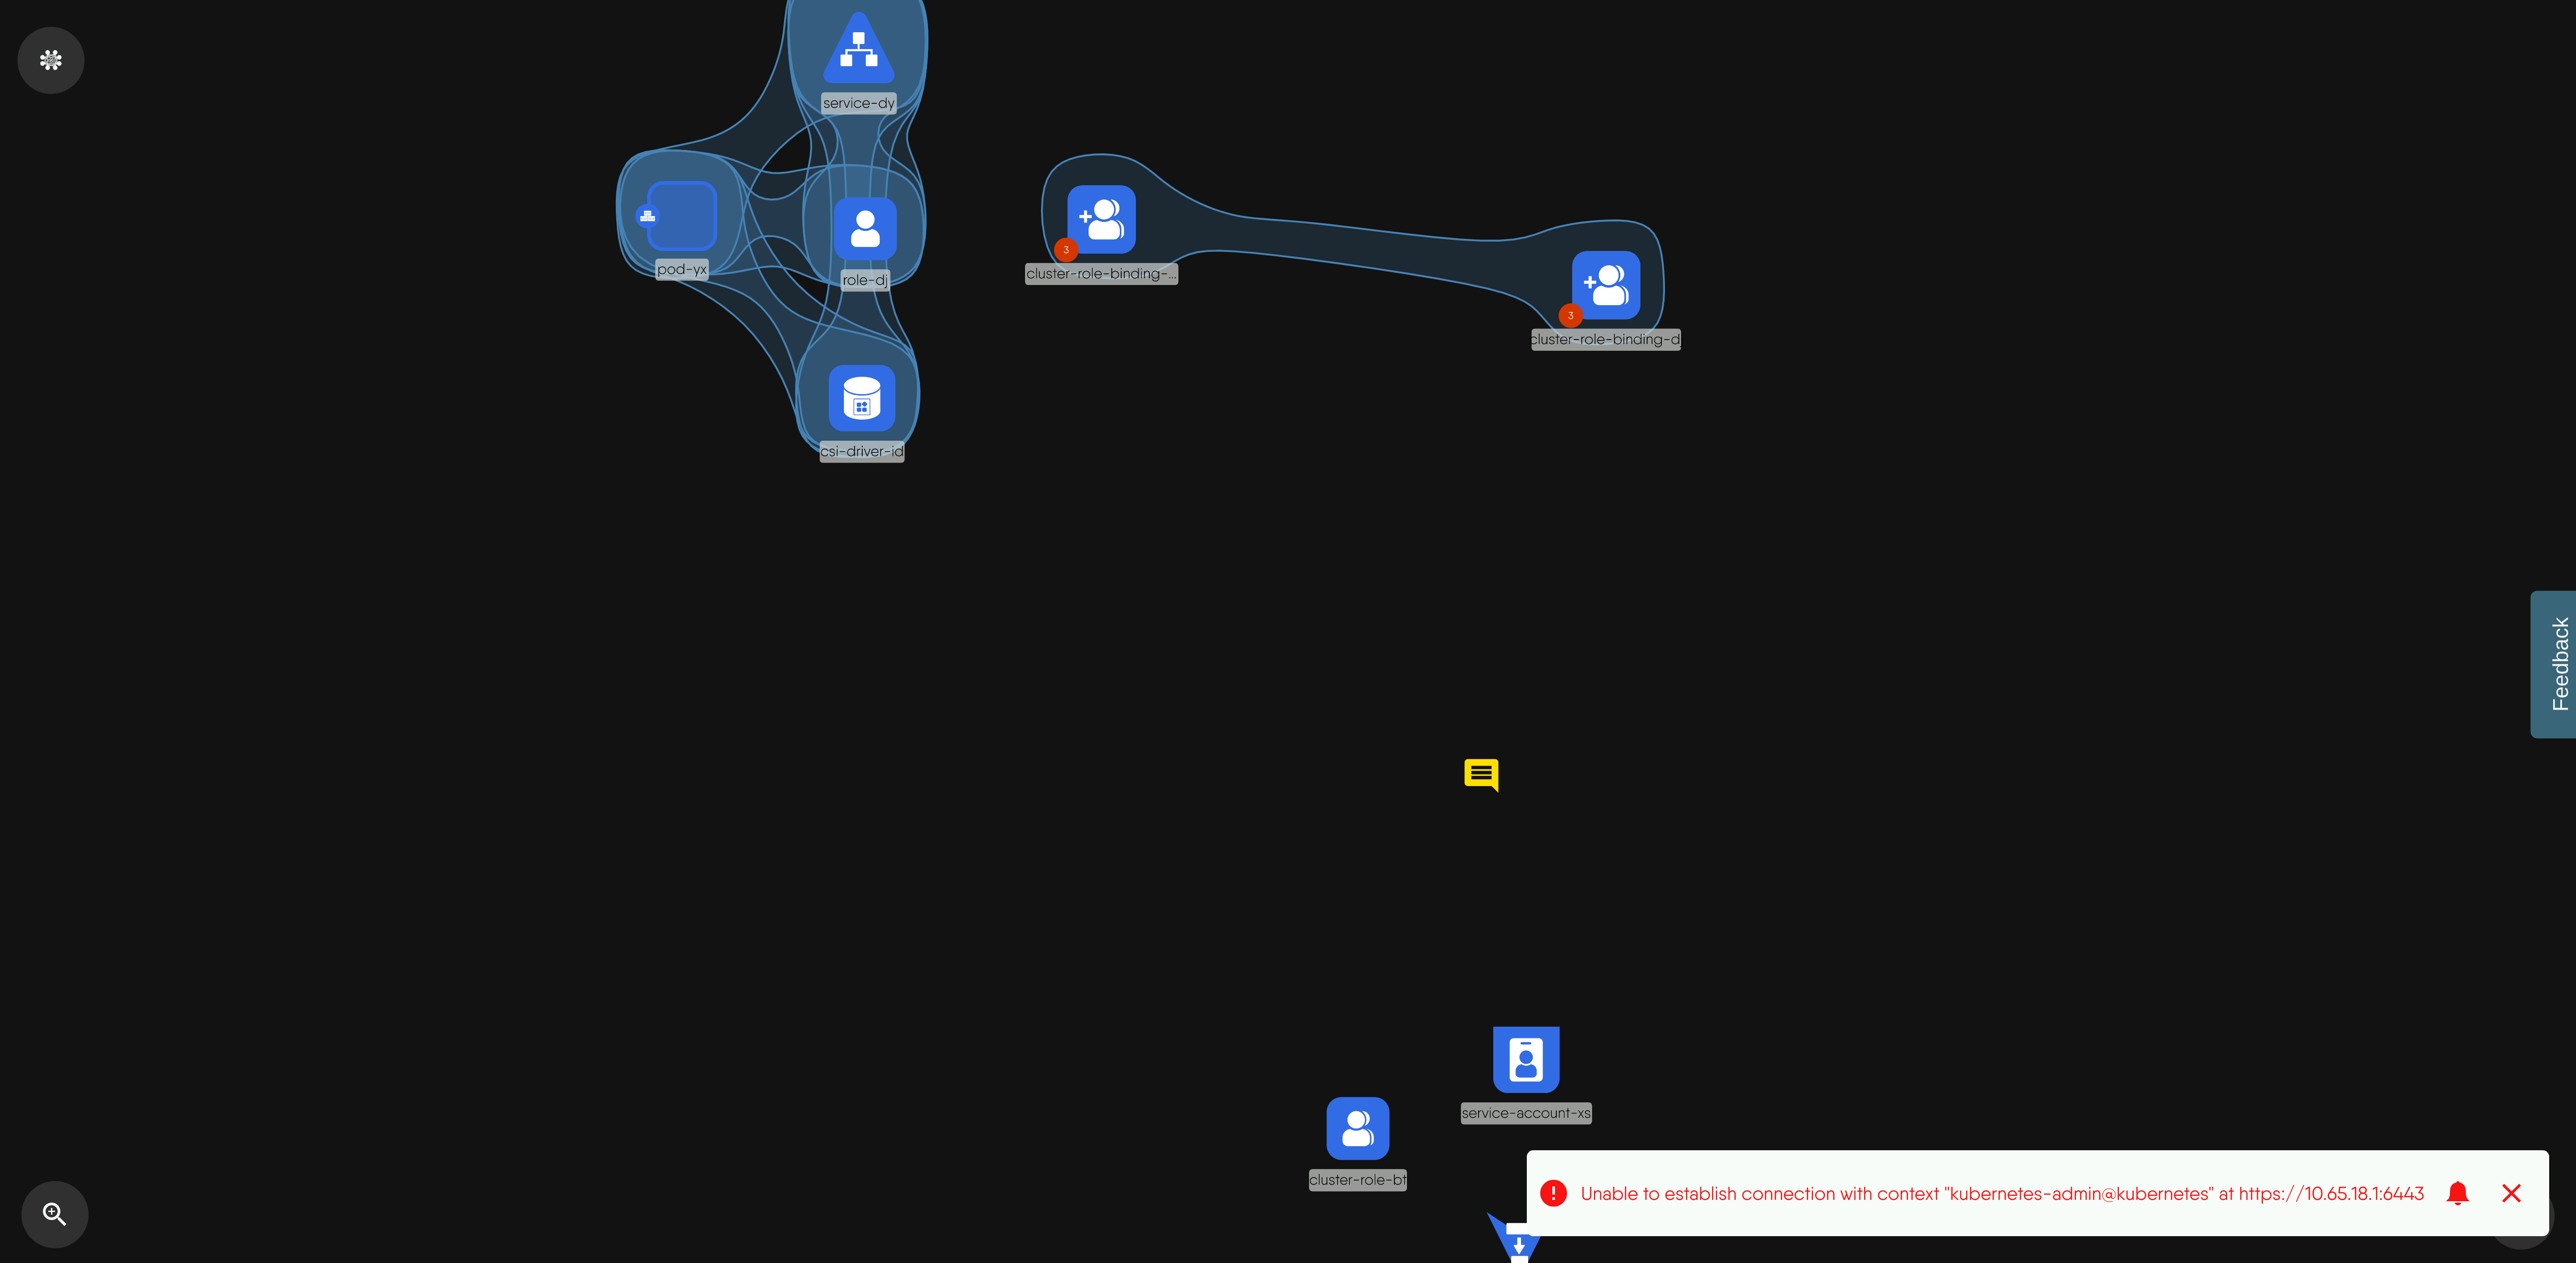 service-dy
pod-yx
role-dj
cluster-role-binding-...
3
cluster-role-binding-d
3
csi-driver-id
Feedback
service-account-xs
cluster-role-bt
Unable to establish connection with context "kubernetes-admin@kubernetes" at https://10.65.18.1:6443